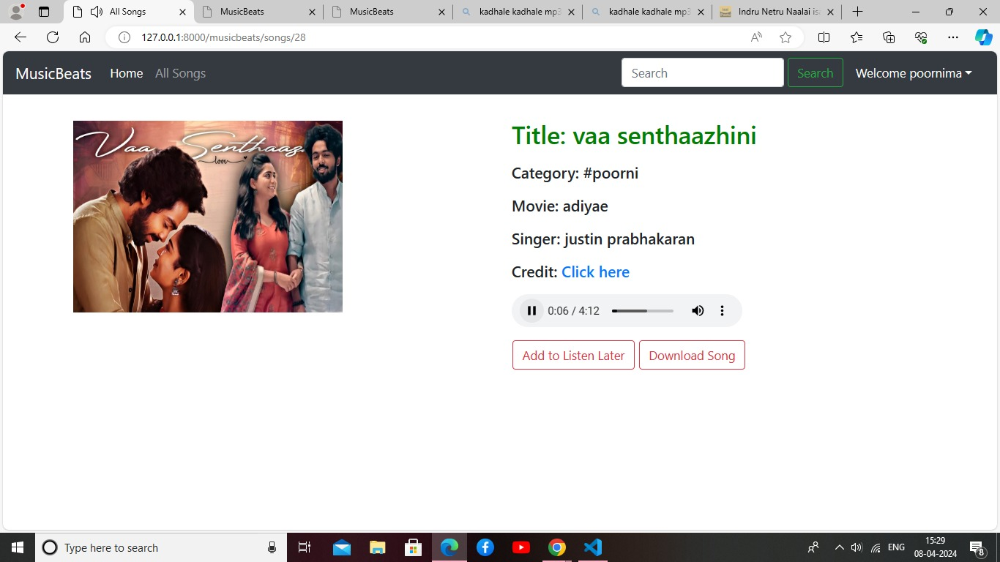 All Songs
MusicBeats
MusicBeats
kadhale kadhale mp3
kadhale kadhale mp3
Indru Netru Naalai is
127.0.0.1:8000/musicbeats/songs/28
MusicBeats Home All Songs Search Search Welcome poornima
Vaa Senthaaz.
love
Title: vaa senthaazhini
Category: #poorni
Movie: adiyae
Singer: justin prabhakaran
Credit: Click here
0:06 / 4:12
Add to Listen Later Download Song
Type here to search
ENG
15:29
08-04-2024
8